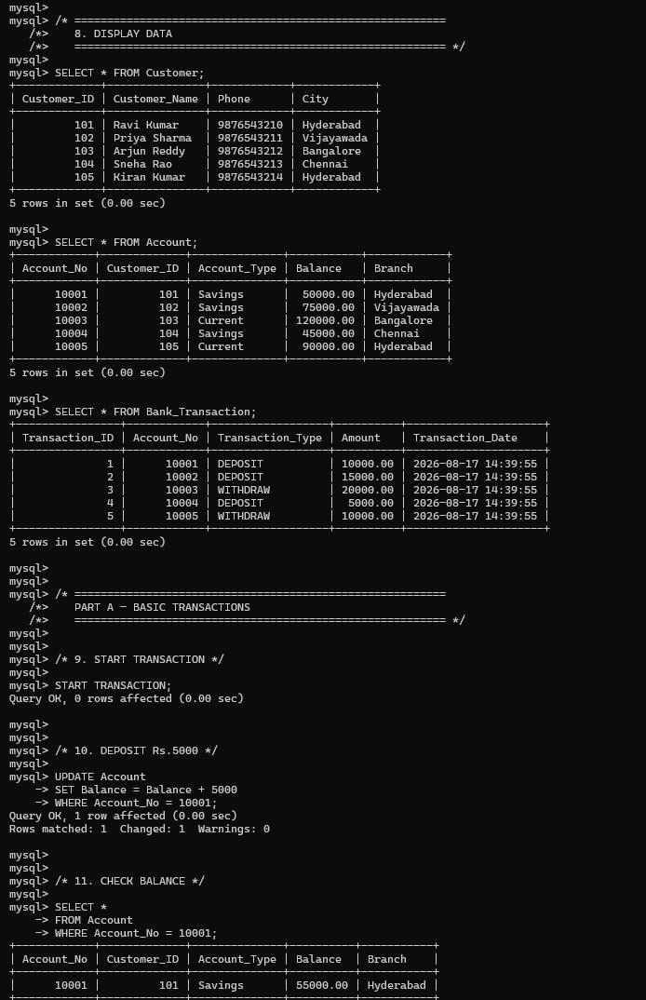 mysql>
mysql> /* =========================================================
   /*>    8. DISPLAY DATA
   /*>    ========================================================= */
mysql>
mysql> SELECT * FROM Customer;
+-------------+---------------+------------+------------+
| Customer_ID | Customer_Name | Phone      | City       |
+-------------+---------------+------------+------------+
|         101 | Ravi Kumar    | 9876543210 | Hyderabad  |
|         102 | Priya Sharma  | 9876543211 | Vijayawada |
|         103 | Arjun Reddy   | 9876543212 | Bangalore  |
|         104 | Sneha Rao     | 9876543213 | Chennai    |
|         105 | Kiran Kumar   | 9876543214 | Hyderabad  |
+-------------+---------------+------------+------------+
5 rows in set (0.00 sec)

mysql>
mysql> SELECT * FROM Account;
+------------+-------------+--------------+-----------+------------+
| Account_No | Customer_ID | Account_Type | Balance   | Branch     |
+------------+-------------+--------------+-----------+------------+
|      10001 |         101 | Savings      |  50000.00 | Hyderabad  |
|      10002 |         102 | Savings      |  75000.00 | Vijayawada |
|      10003 |         103 | Current      | 120000.00 | Bangalore  |
|      10004 |         104 | Savings      |  45000.00 | Chennai    |
|      10005 |         105 | Current      |  90000.00 | Hyderabad  |
+------------+-------------+--------------+-----------+------------+
5 rows in set (0.00 sec)

mysql>
mysql> SELECT * FROM Bank_Transaction;
+----------------+------------+------------------+----------+---------------------+
| Transaction_ID | Account_No | Transaction_Type | Amount   | Transaction_Date    |
+----------------+------------+------------------+----------+---------------------+
|              1 |      10001 | DEPOSIT          | 10000.00 | 2026-08-17 14:39:55 |
|              2 |      10002 | DEPOSIT          | 15000.00 | 2026-08-17 14:39:55 |
|              3 |      10003 | WITHDRAW         | 20000.00 | 2026-08-17 14:39:55 |
|              4 |      10004 | DEPOSIT          |  5000.00 | 2026-08-17 14:39:55 |
|              5 |      10005 | WITHDRAW         | 10000.00 | 2026-08-17 14:39:55 |
+----------------+------------+------------------+----------+---------------------+
5 rows in set (0.00 sec)

mysql>
mysql>
mysql> /* =========================================================
   /*>    PART A - BASIC TRANSACTIONS
   /*>    ========================================================= */
mysql>
mysql>
mysql> /* 9. START TRANSACTION */
mysql>
mysql> START TRANSACTION;
Query OK, 0 rows affected (0.00 sec)

mysql>
mysql>
mysql> /* 10. DEPOSIT Rs.5000 */
mysql>
mysql> UPDATE Account
    -> SET Balance = Balance + 5000
    -> WHERE Account_No = 10001;
Query OK, 1 row affected (0.00 sec)
Rows matched: 1  Changed: 1  Warnings: 0

mysql>
mysql>
mysql> /* 11. CHECK BALANCE */
mysql>
mysql> SELECT *
    -> FROM Account
    -> WHERE Account_No = 10001;
+------------+-------------+--------------+----------+-----------+
| Account_No | Customer_ID | Account_Type | Balance  | Branch    |
+------------+-------------+--------------+----------+-----------+
|      10001 |         101 | Savings      | 55000.00 | Hyderabad |
+------------+-------------+--------------+----------+-----------+